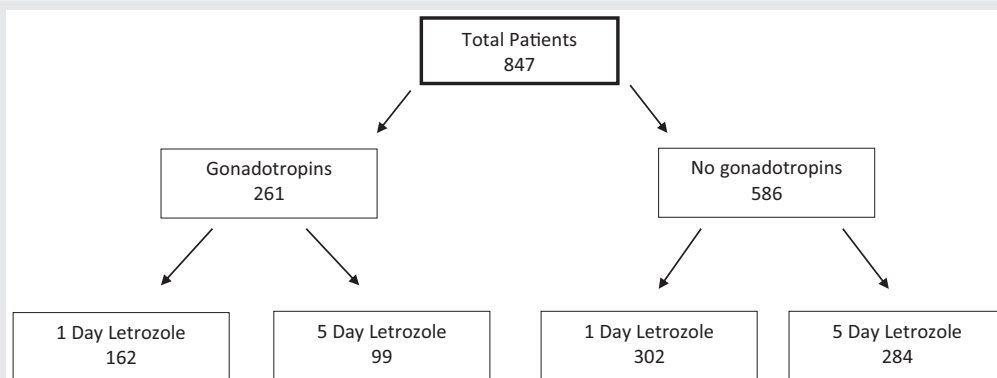 Total Patients
847
Gonadotropins
261
No gonadotropins
586
1 Day Letrozole
162
5 Day Letrozole
99
1 Day Letrozole
302
5 Day Letrozole
284